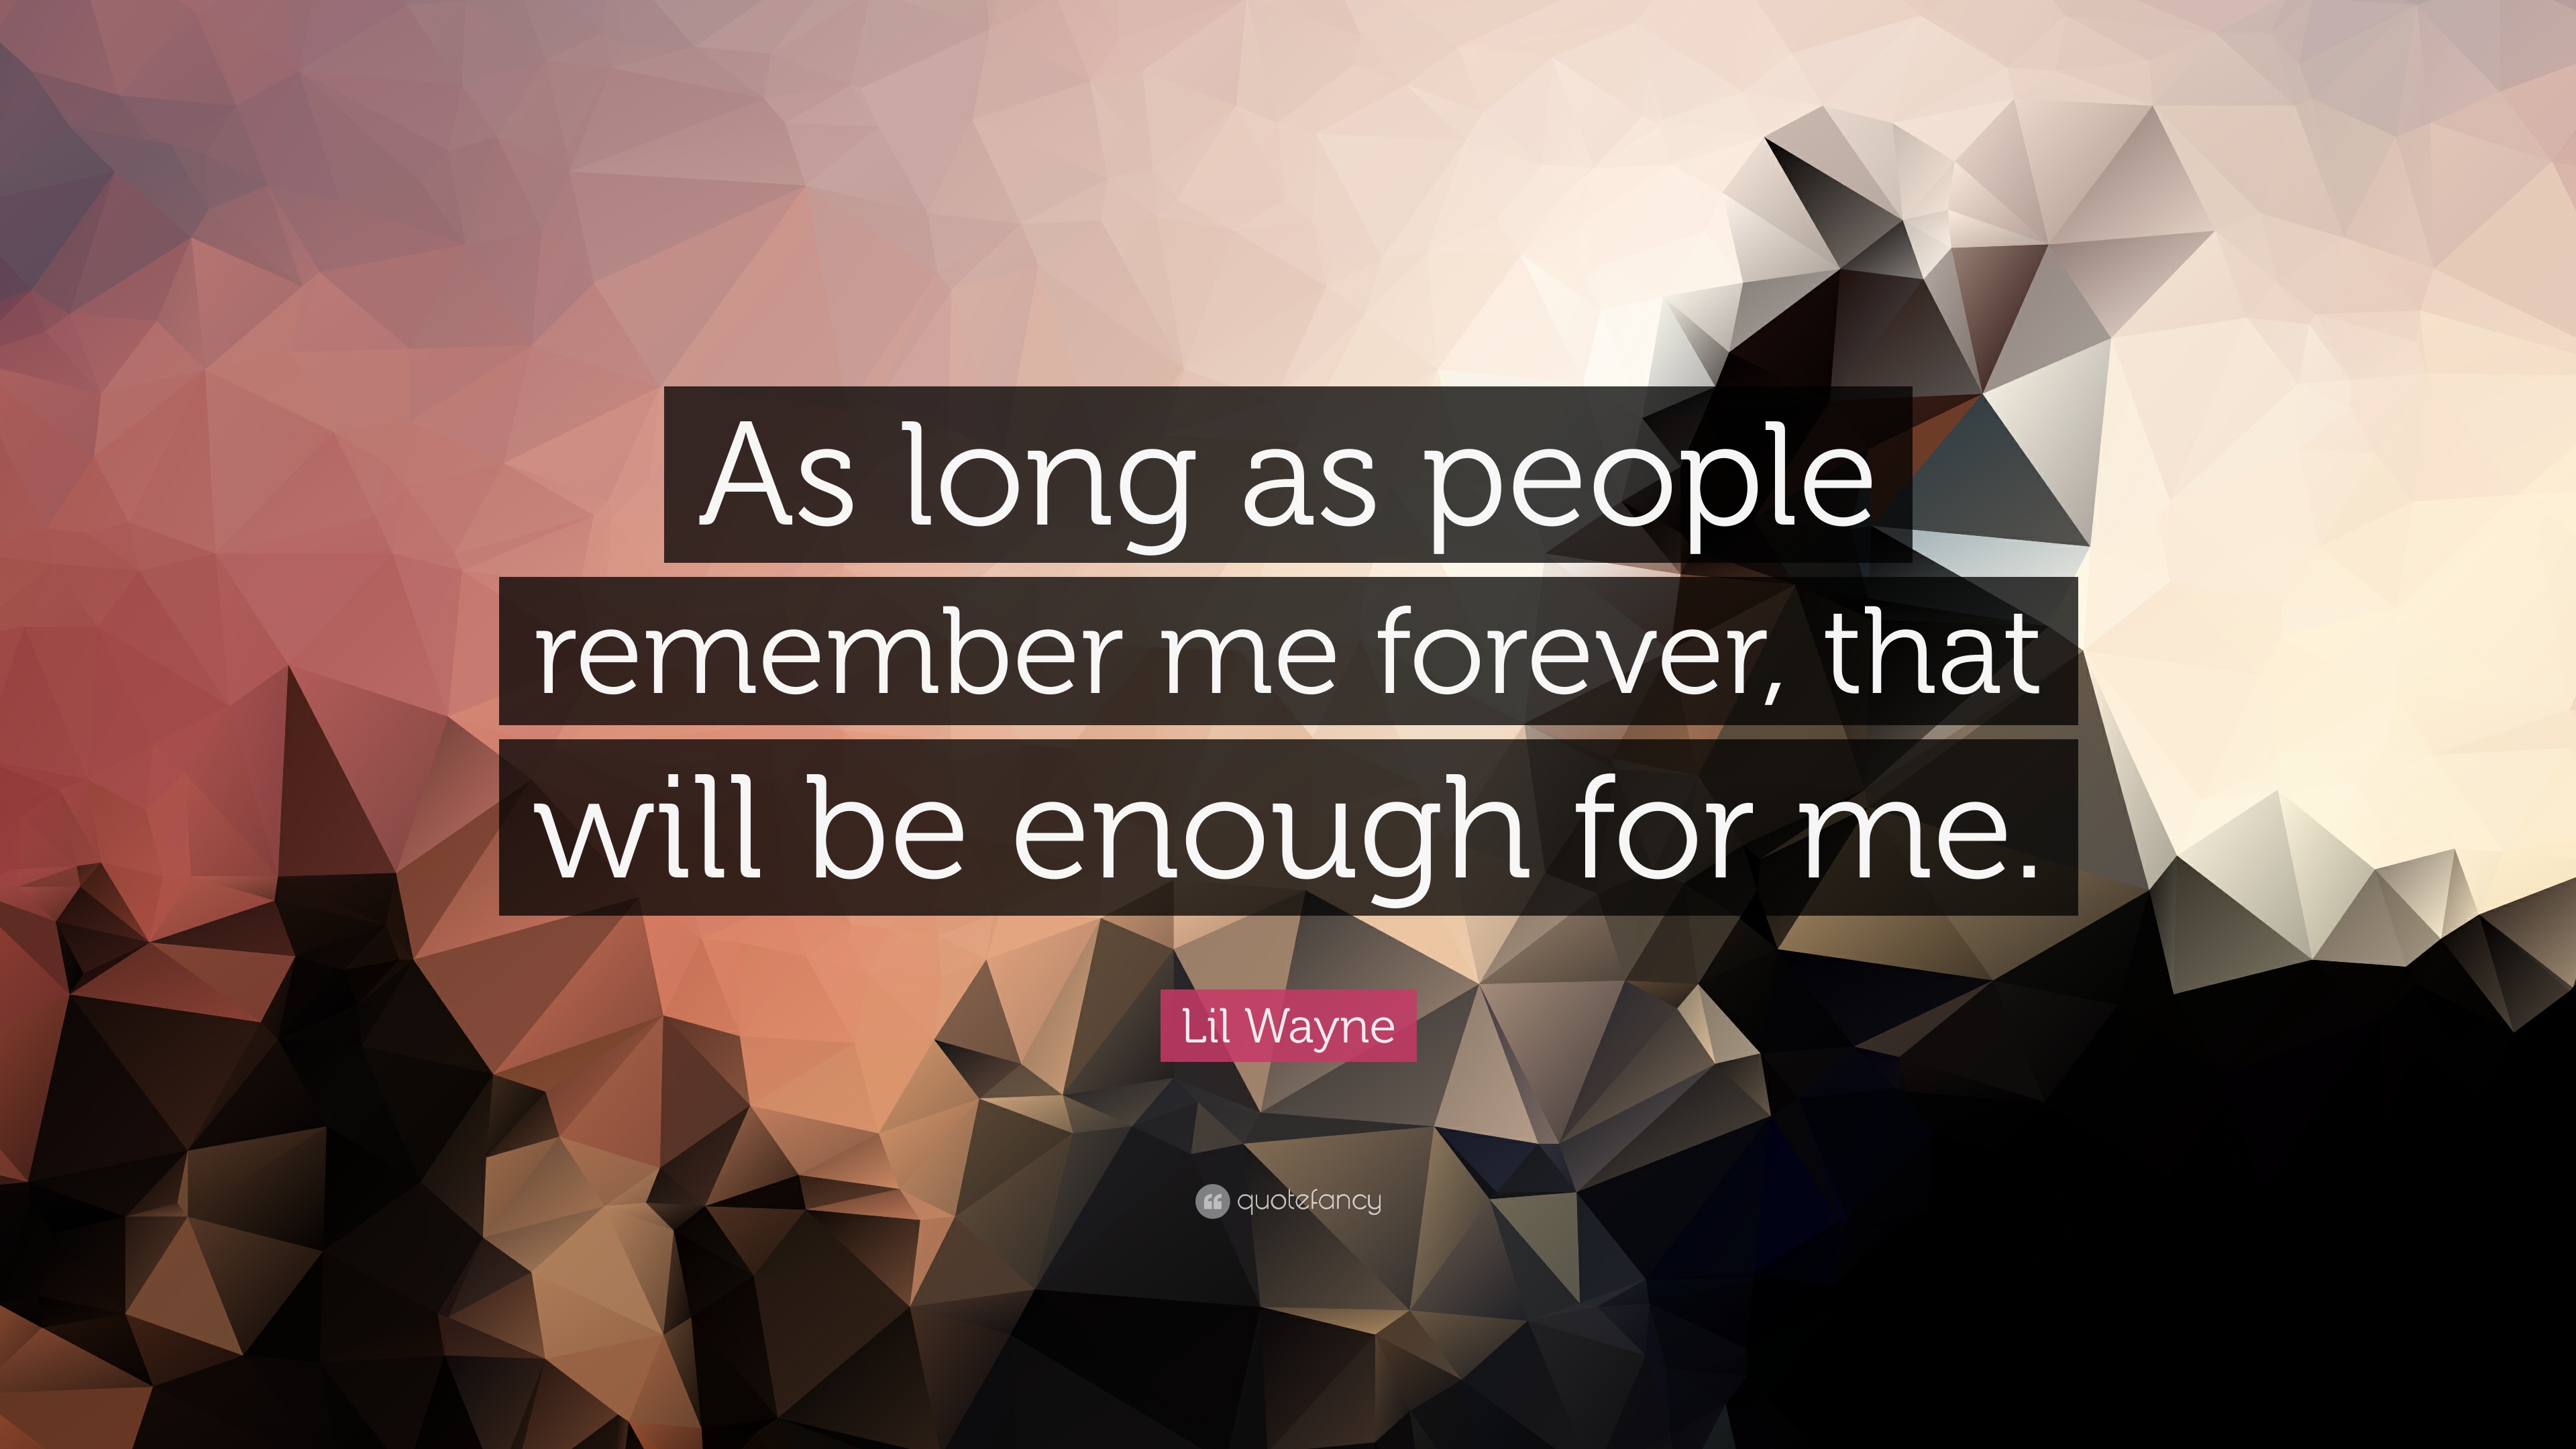 As long as people
remember me forever, that
will be enough for me.
Lil Wayne
quotefancy